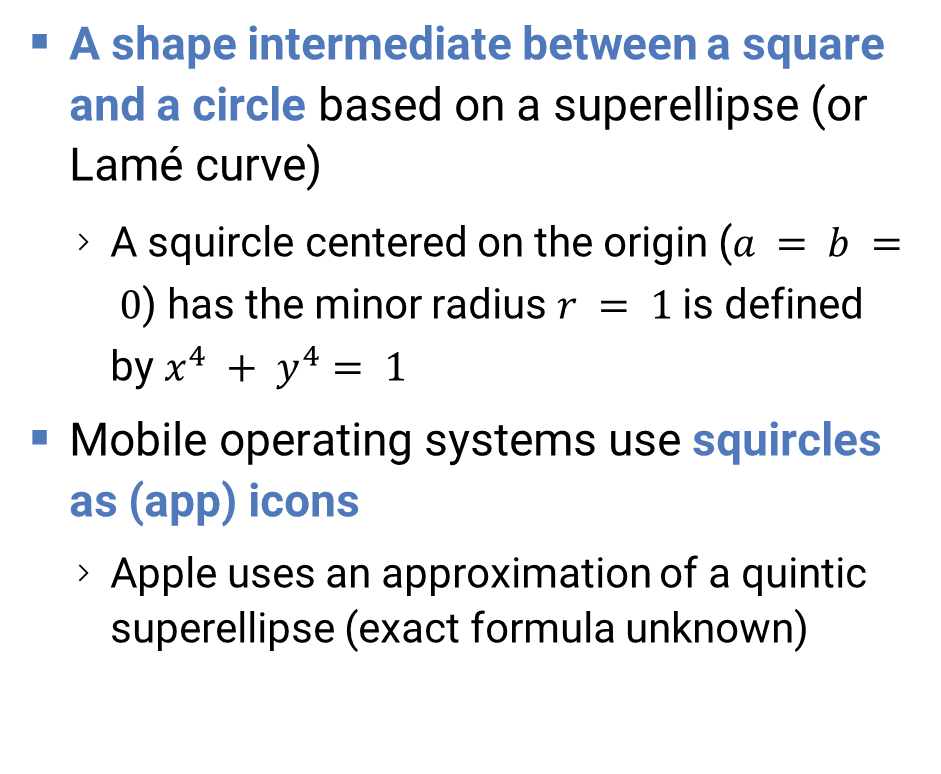 ▪ A shape intermediate between a square
and a circle based on a superellipse (or
Lamé curve)
› A squircle centered on the origin (a = b =
0) has the minor radius r = 1 is defined
by x⁴ + y⁴ = 1
▪ Mobile operating systems use squircles
as (app) icons
› Apple uses an approximation of a quintic
superellipse (exact formula unknown)